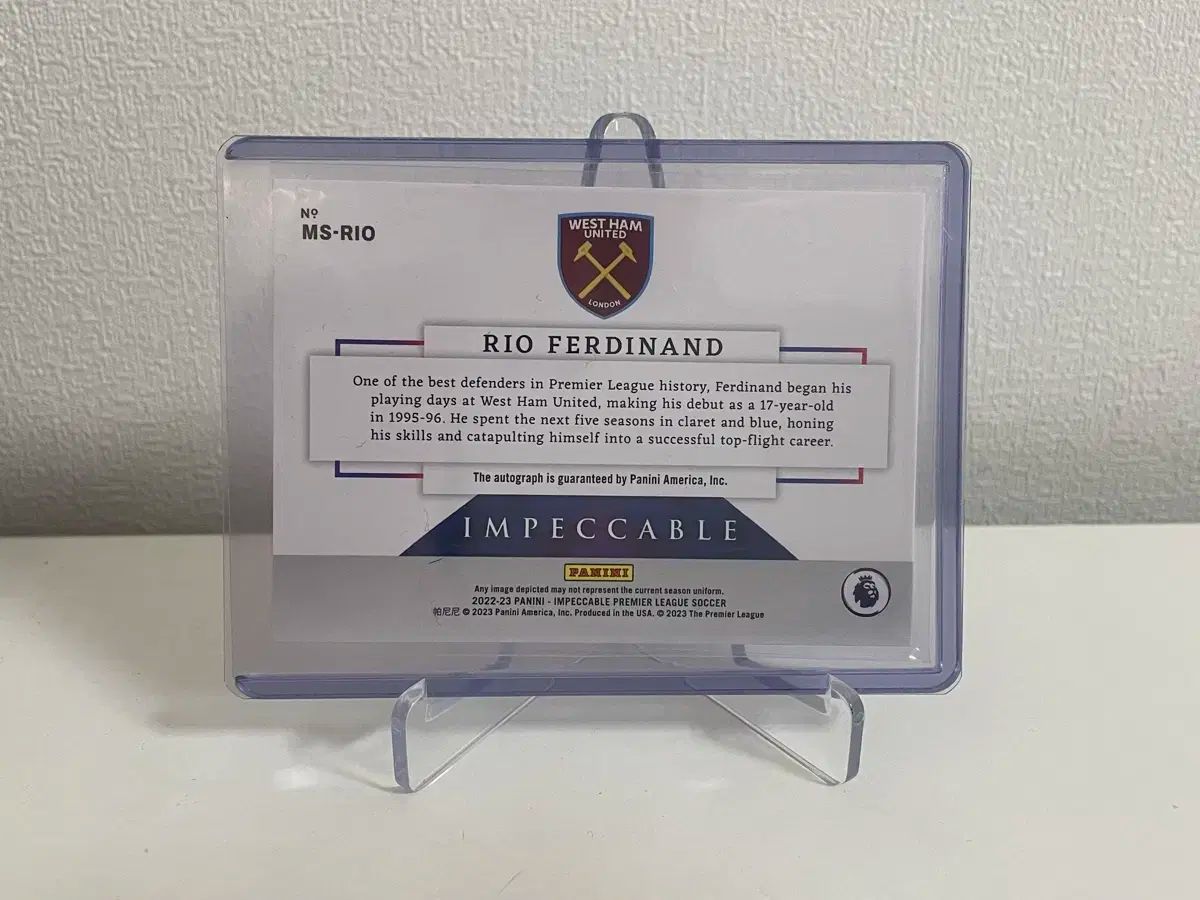 Nº
MS-RIO
WEST HAM
UNITED
LONDON
RIO FERDINAND
One of the best defenders in Premier League history, Ferdinand began his
playing days at West Ham United, making his debut as a 17-year-old
in 1995-96. He spent the next five seasons in claret and blue, honing
his skills and catapulting himself into a successful top-flight career.
The autograph is guaranteed by Panini America, Inc.
IMPECCABLE
PANINI
Any image depicted may not represent the current season uniform.
2022-23 PANINI - IMPECCABLE PREMIER LEAGUE SOCCER
帕尼尼 © 2023 Panini America, Inc. Produced in the USA. © 2023 The Premier League